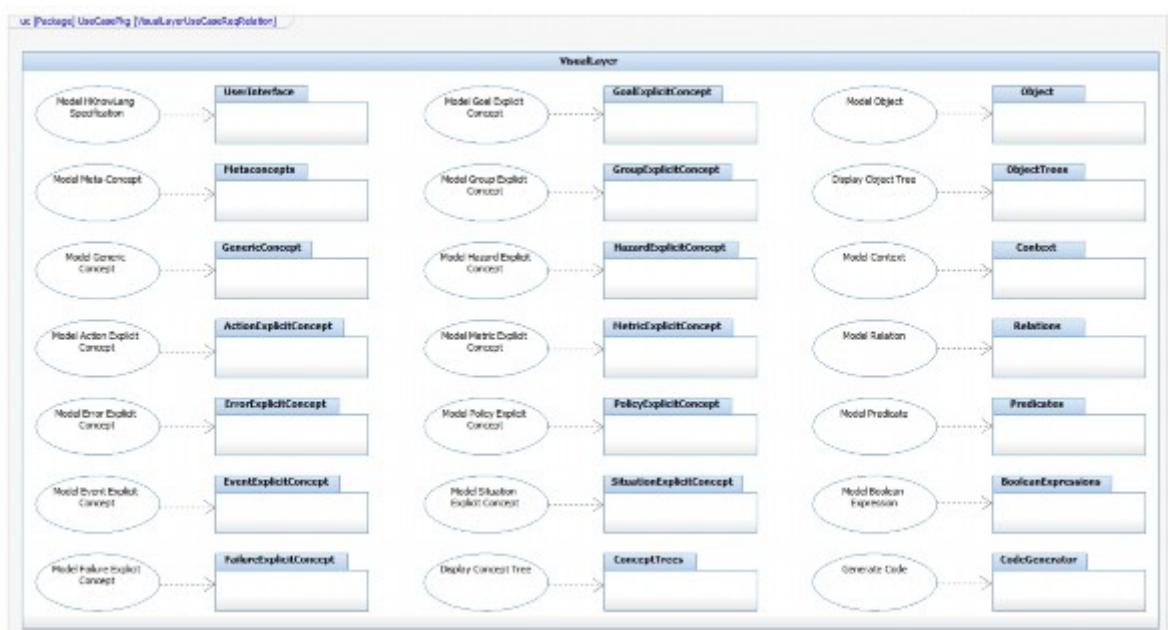 uc [Package] UseCasePkg [VisualLayerUseCaseReqRelation]
VisualLayer
Model HKnowLang
Specification
UserInterface
Model Goal Explicit
Concept
GoalExplicitConcept
Model Object
Object
Model Meta-Concept
Metaconcepts
Model Group Explicit
Concept
GroupExplicitConcept
Display Object Tree
ObjectTrees
Model Generic
Concept
GenericConcept
Model Hazard Explicit
Concept
HazardExplicitConcept
Model Context
Context
Model Action Explicit
Concept
ActionExplicitConcept
Model Metric Explicit
Concept
MetricExplicitConcept
Model Relation
Relations
Model Error Explicit
Concept
ErrorExplicitConcept
Model Policy Explicit
Concept
PolicyExplicitConcept
Model Predicate
Predicates
Model Event Explicit
Concept
EventExplicitConcept
Model Situation
Explicit Concept
SituationExplicitConcept
Model Boolean
Expression
BooleanExpressions
Model Failure Explicit
Concept
FailureExplicitConcept
Display Concept Tree
ConceptTrees
Generate Code
CodeGenerator